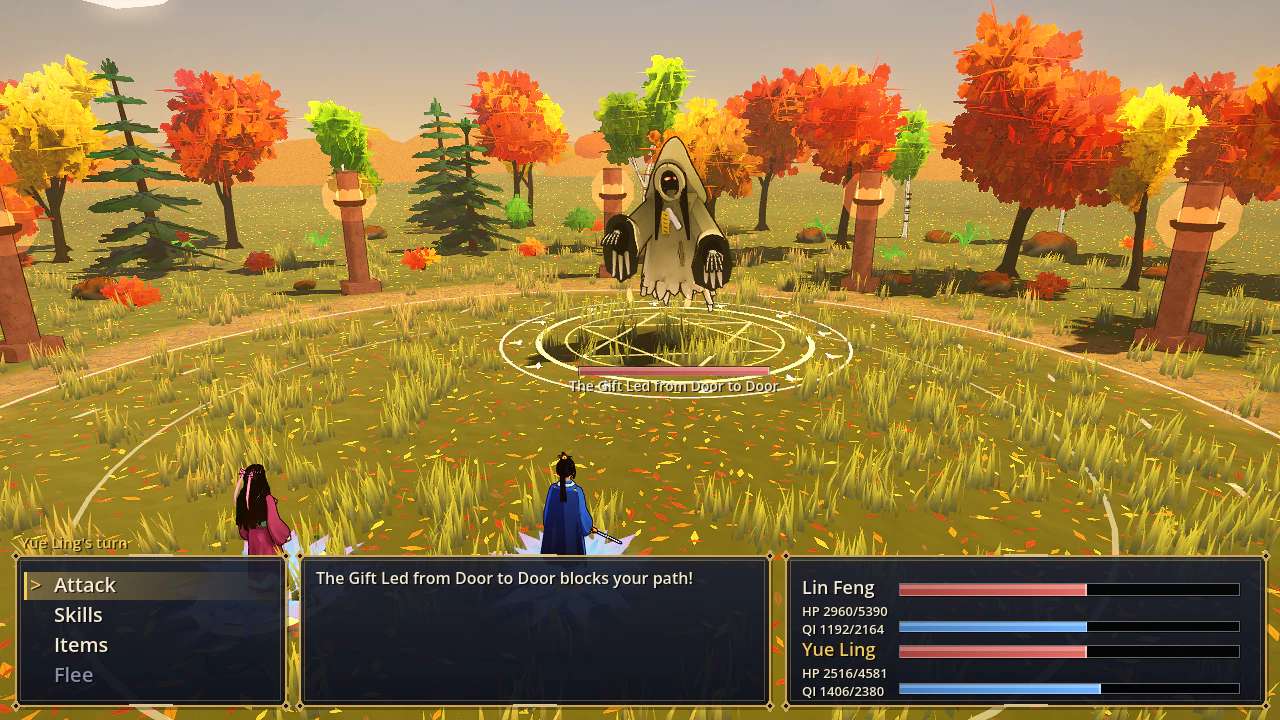 The Gift Led from Door to Door
Yue Ling's turn
> Attack
Skills
Items
Flee
The Gift Led from Door to Door blocks your path!
Lin Feng
HP 2960/5390
QI 1192/2164
Yue Ling
HP 2516/4581
QI 1406/2380